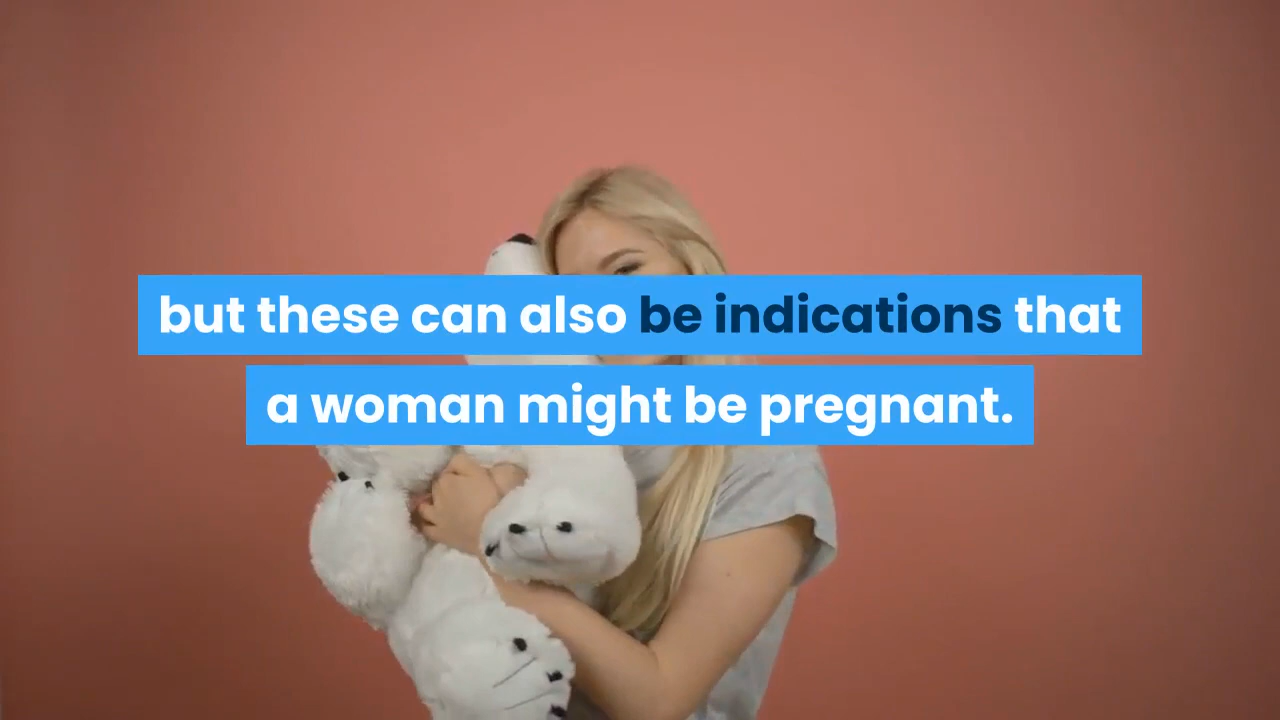 but these can also be indications that
a woman might be pregnant.